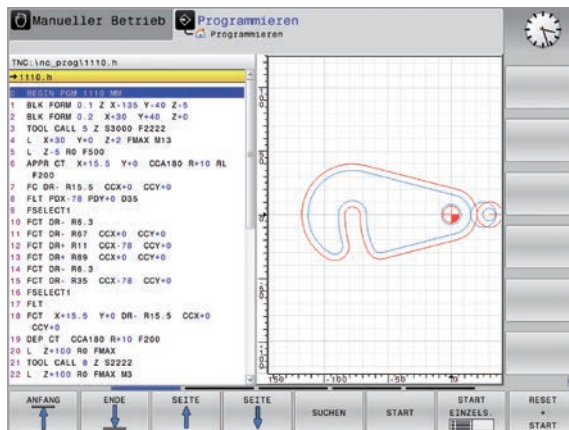 Manueller Betrieb
Programmieren
Programmieren
TNC:\nc_prog\1110.h
→1110.h
0 BEGIN PGM 1110 MM
1 BLK FORM 0.1 Z X-135 Y-40 Z-5
2 BLK FORM 0.2 X+30 Y+40 Z+0
3 TOOL CALL 5 Z S3000 F2222
4 L X+30 Y+0 Z+2 FMAX M13
5 L Z-5 R0 F500
6 APPR CT X+15.5 Y+0 CCA180 R+10 RL
F200
7 FC DR- R15.5 CCX+0 CCY+0
8 FLT PDX-78 PDY+0 D35
9 FSELECT1
10 FCT DR- R6.3
11 FCT DR- R67 CCX+0 CCY+0
12 FCT DR+ R11 CCX-78 CCY+0
13 FCT DR+ R89 CCX+0 CCY+0
14 FCT DR- R6.3
15 FCT DR- R35 CCX-78 CCY+0
16 FSELECT1
17 FLT
18 FCT X+15.5 Y+0 DR- R15.5 CCX+0
CCY+0
19 DEP CT CCA180 R+10 F200
20 L Z+100 R0 FMAX
21 TOOL CALL 8 Z S2222
22 L Z+100 R0 FMAX M3
150 -100 -50
ANFANG
ENDE
SEITE
SEITE
SUCHEN
START
START
EINZELS.
RESET
+
START